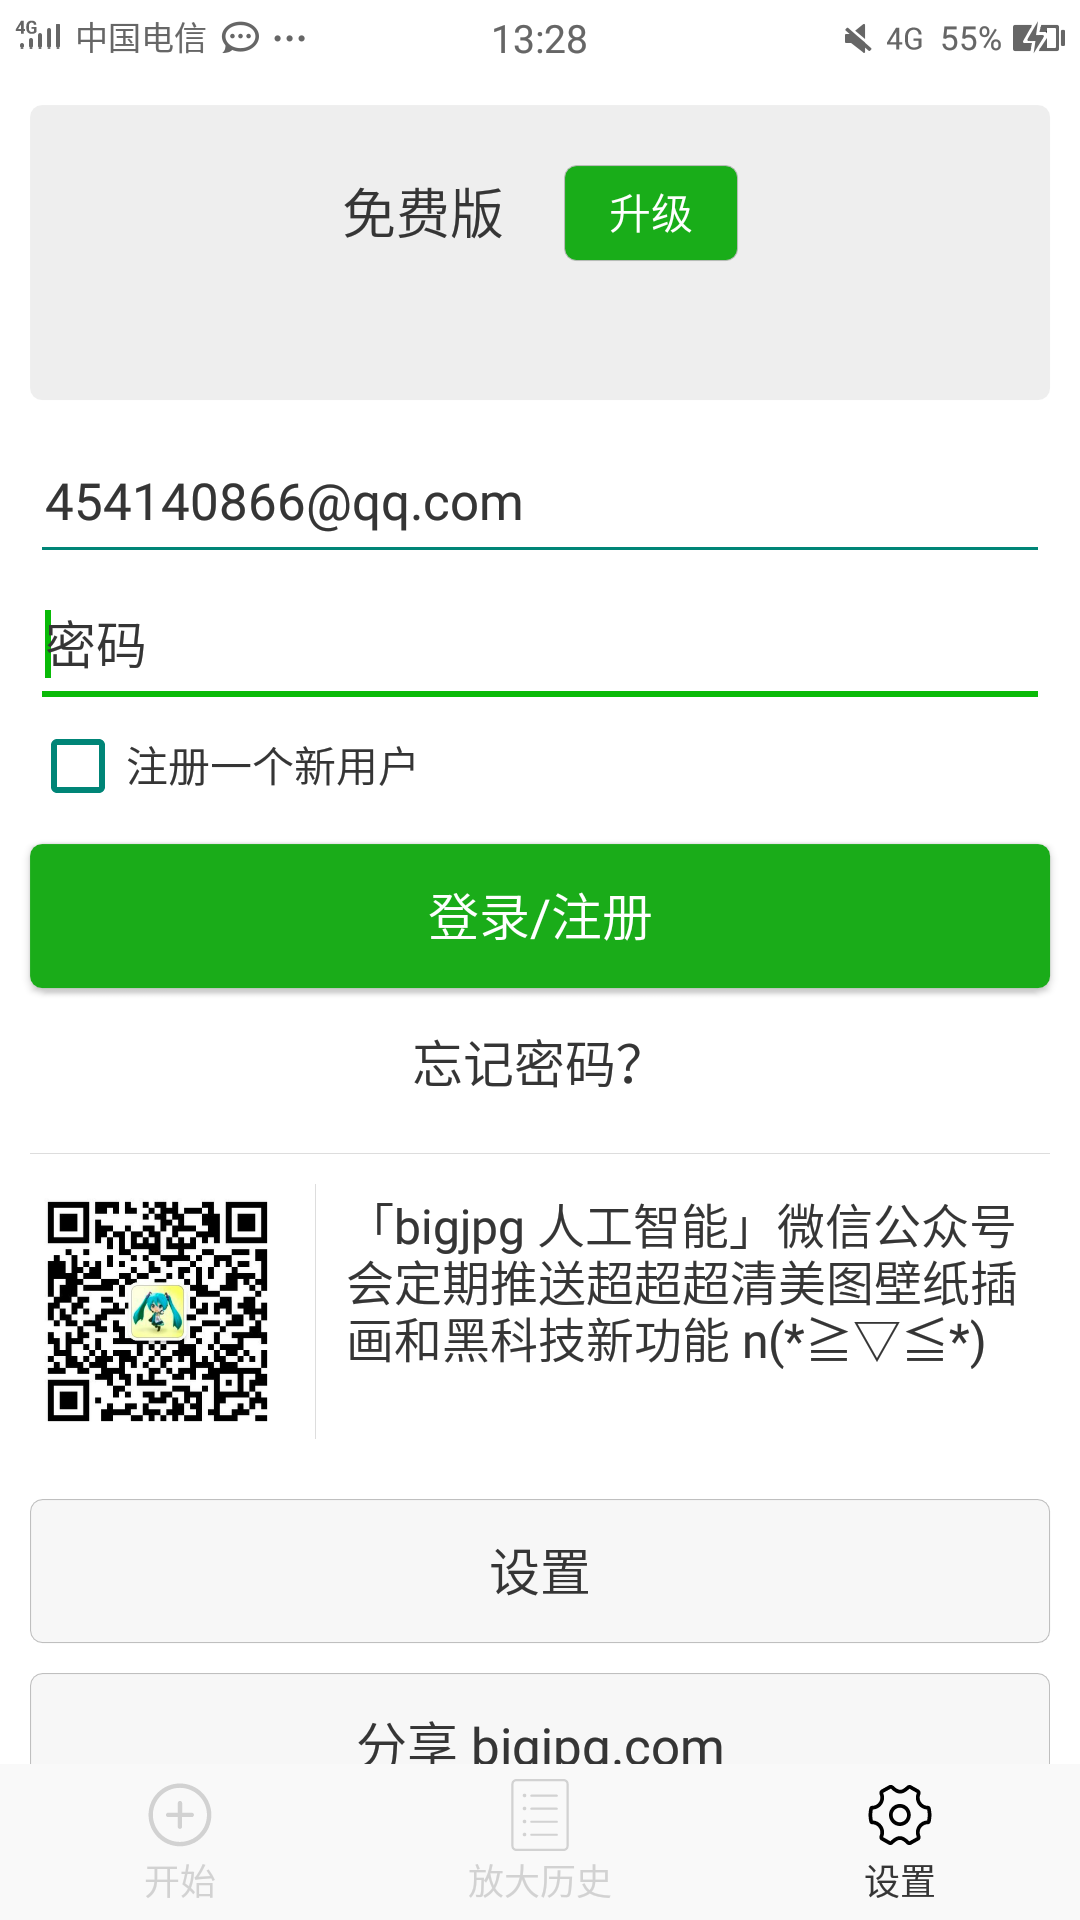 4G 中国电信 ··· 13:28 4G 55%
免费版 升级
454140866@qq.com
密码
注册一个新用户
登录/注册
忘记密码?
「bigjpg 人工智能」微信公众号
会定期推送超超超清美图壁纸插
画和黑科技新功能 n(*≧▽≦*)
设置
分享 bigjpg.com
开始 放大历史 设置